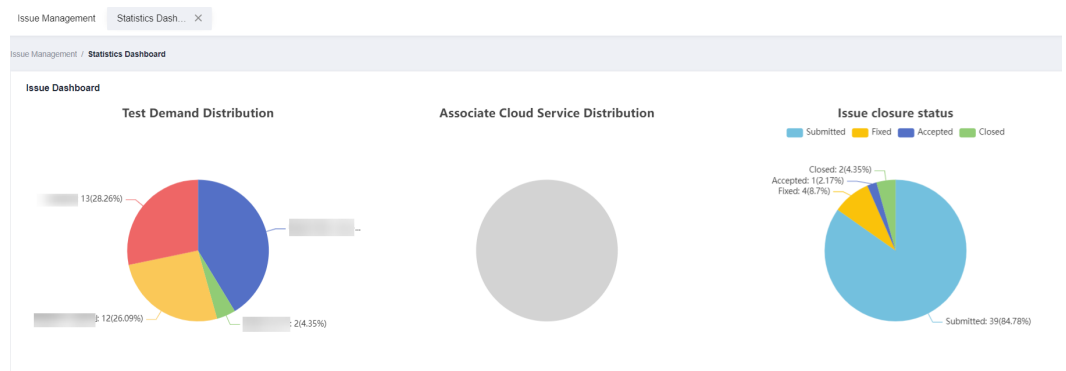 Issue Management Statistics Dash... ×
Issue Management / Statistics Dashboard
Issue Dashboard
Test Demand Distribution
13(28.26%)
...
: 12(26.09%)
: 2(4.35%)
Associate Cloud Service Distribution
Issue closure status
Submitted Fixed Accepted Closed
Closed: 2(4.35%)
Accepted: 1(2.17%)
Fixed: 4(8.7%)
Submitted: 39(84.78%)